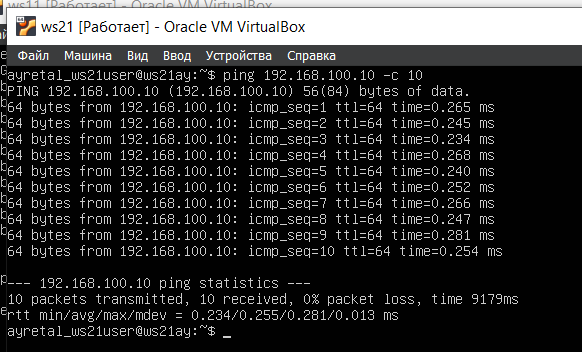 ws11 [Работает] - Oracle VM VirtualBox
ws21 [Работает] - Oracle VM VirtualBox
Файл Машина Вид Ввод Устройства Справка
ayretal_ws21user@ws21ay:~$ ping 192.168.100.10 -c 10
PING 192.168.100.10 (192.168.100.10) 56(84) bytes of data.
64 bytes from 192.168.100.10: icmp_seq=1 ttl=64 time=0.265 ms
64 bytes from 192.168.100.10: icmp_seq=2 ttl=64 time=0.245 ms
64 bytes from 192.168.100.10: icmp_seq=3 ttl=64 time=0.234 ms
64 bytes from 192.168.100.10: icmp_seq=4 ttl=64 time=0.268 ms
64 bytes from 192.168.100.10: icmp_seq=5 ttl=64 time=0.240 ms
64 bytes from 192.168.100.10: icmp_seq=6 ttl=64 time=0.252 ms
64 bytes from 192.168.100.10: icmp_seq=7 ttl=64 time=0.266 ms
64 bytes from 192.168.100.10: icmp_seq=8 ttl=64 time=0.247 ms
64 bytes from 192.168.100.10: icmp_seq=9 ttl=64 time=0.281 ms
64 bytes from 192.168.100.10: icmp_seq=10 ttl=64 time=0.254 ms
--- 192.168.100.10 ping statistics ---
10 packets transmitted, 10 received, 0% packet loss, time 9179ms
rtt min/avg/max/mdev = 0.234/0.255/0.281/0.013 ms
ayretal_ws21user@ws21ay:~$ _